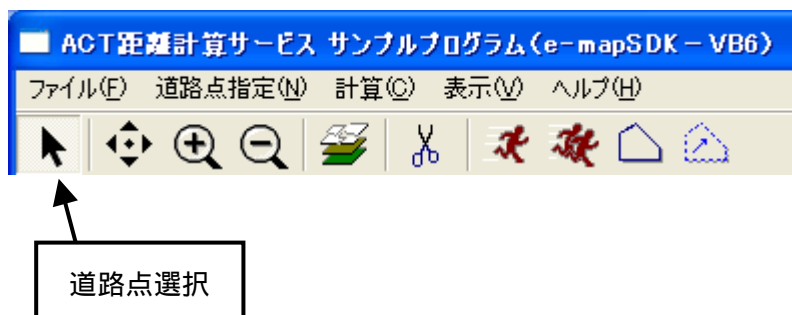 ACT距離計算サービス サンプルプログラム(e-mapSDK－VB6)
ファイル(F) 道路点指定(N) 計算(C) 表示(V) ヘルプ(H)
道路点選択